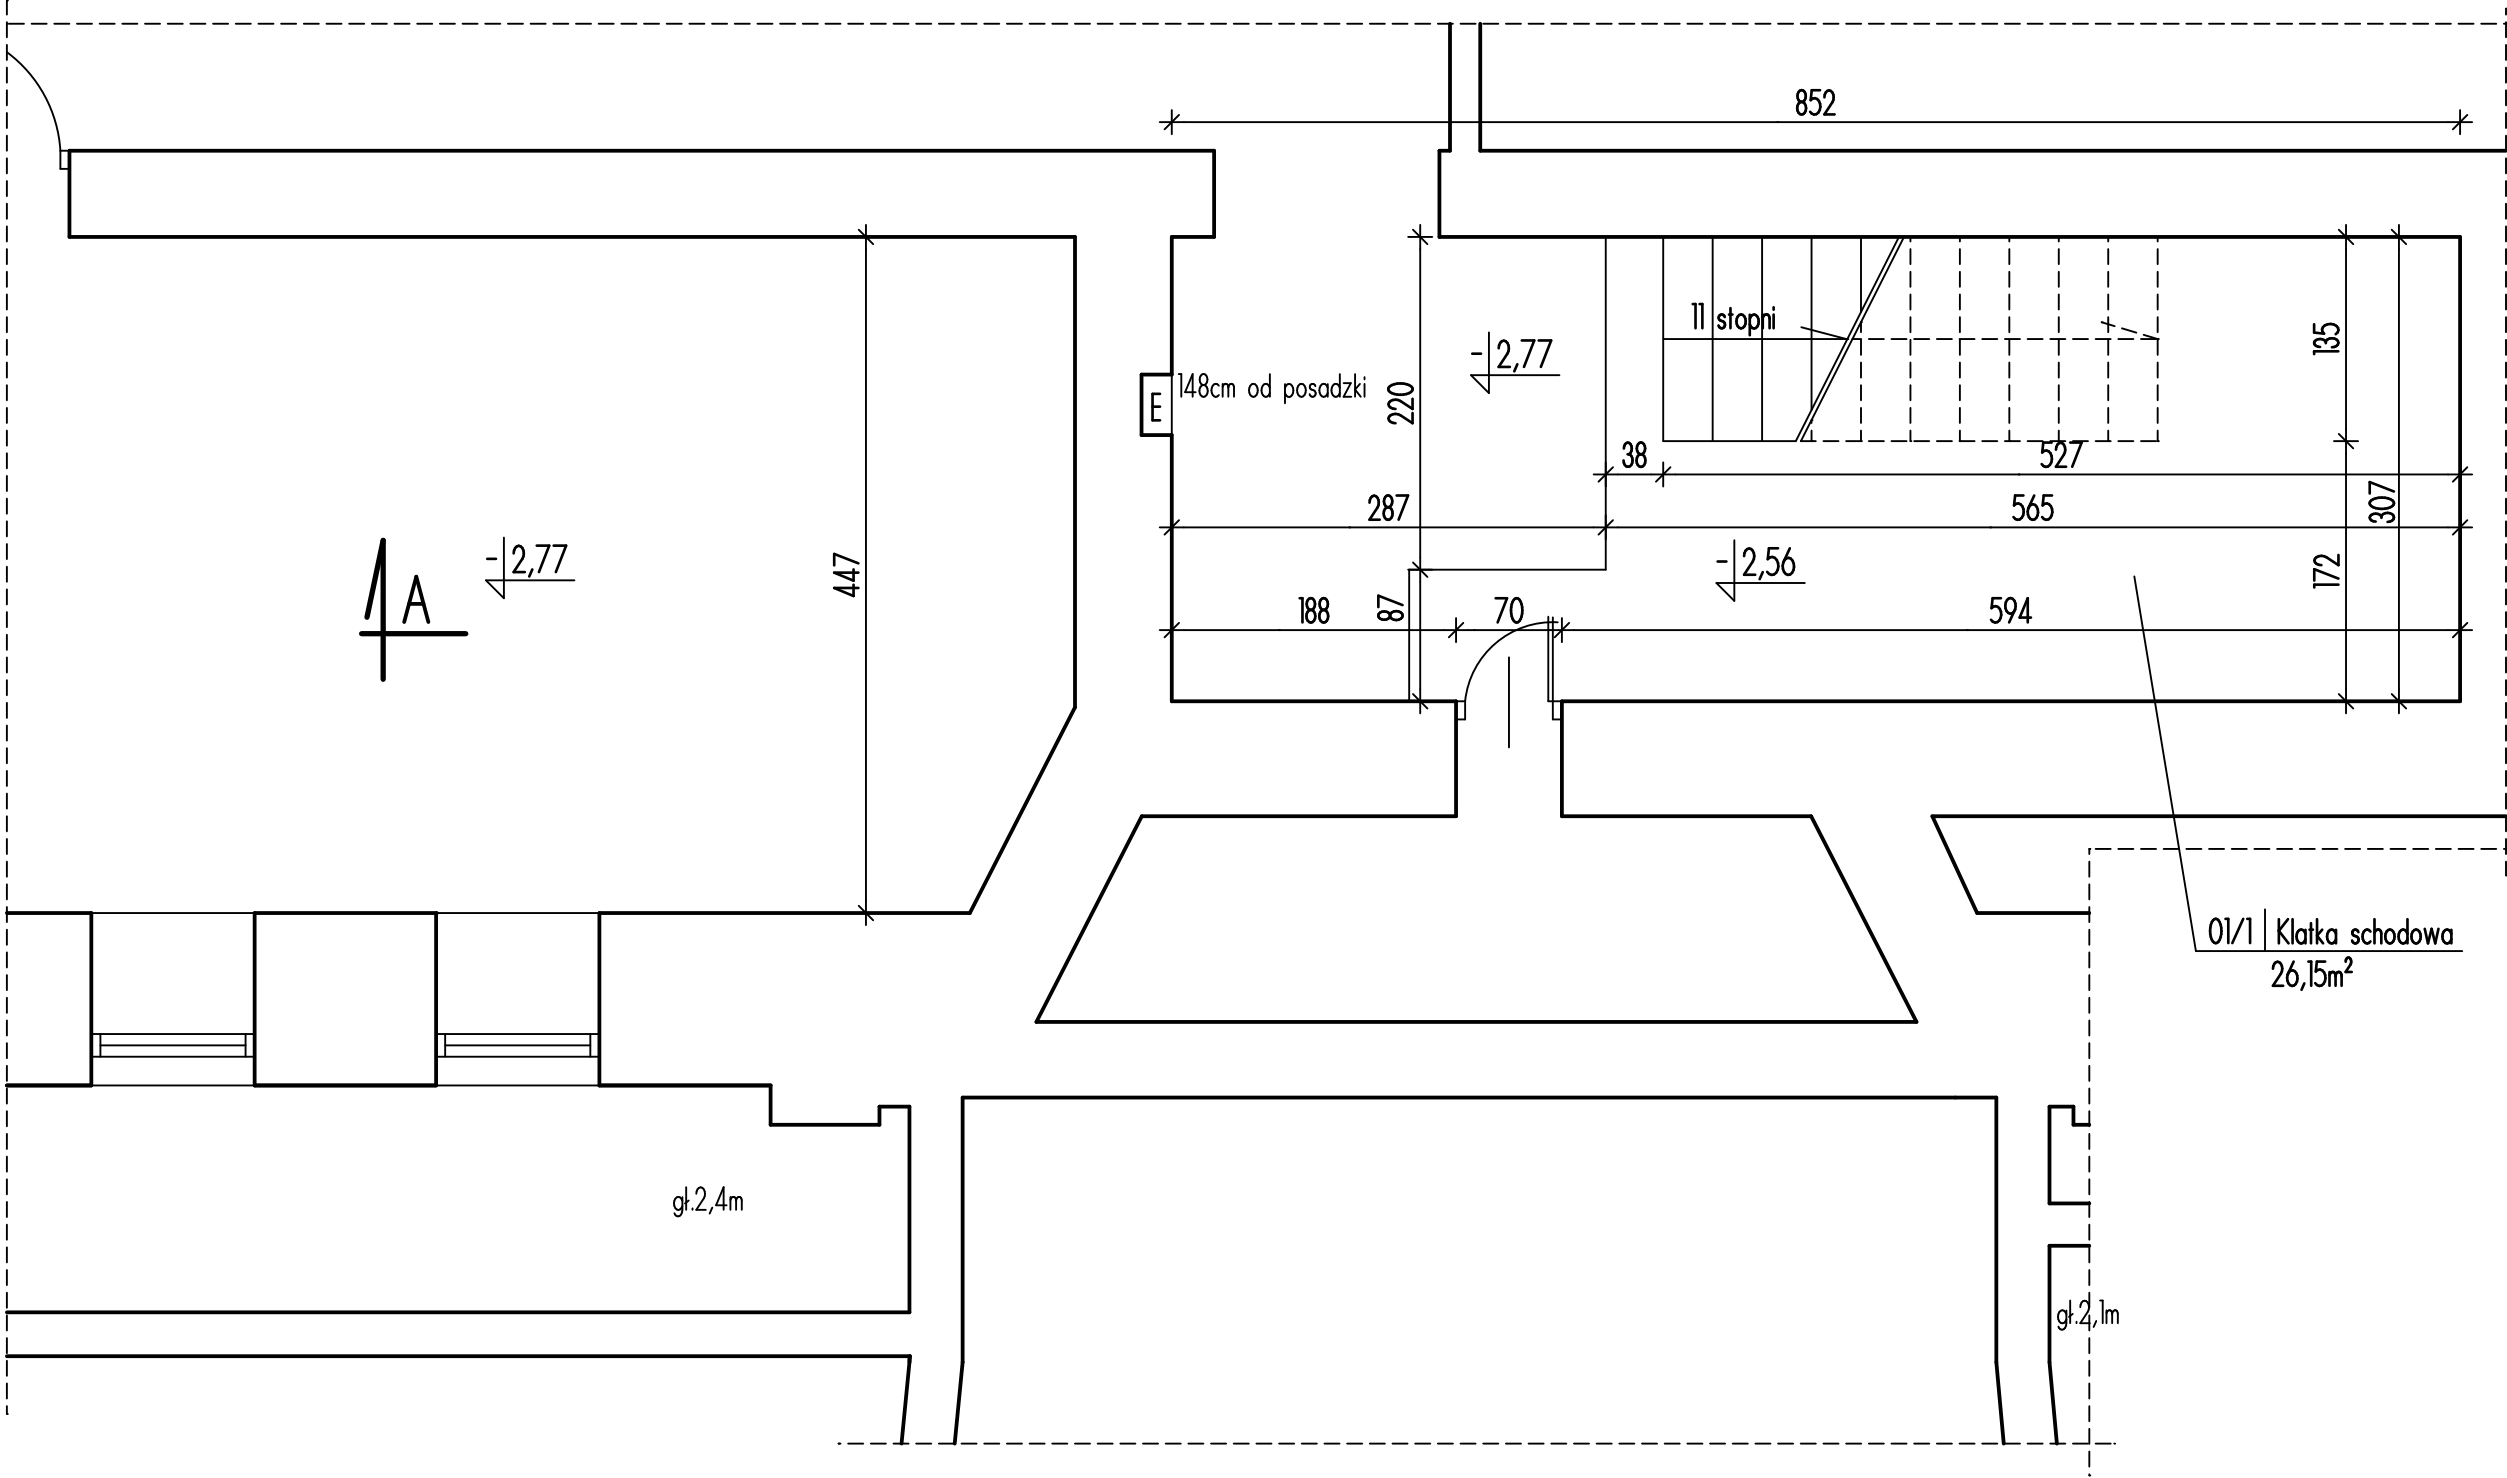 852
11 stopni
135
-2,77
148cm od posadzki
E
220
38
527
287
565
307
-2,77
447
A
-2,56
172
188
87
70
594
01/1 Klatka schodowa
26,15m²
gł.2,4m
gł.2,1m